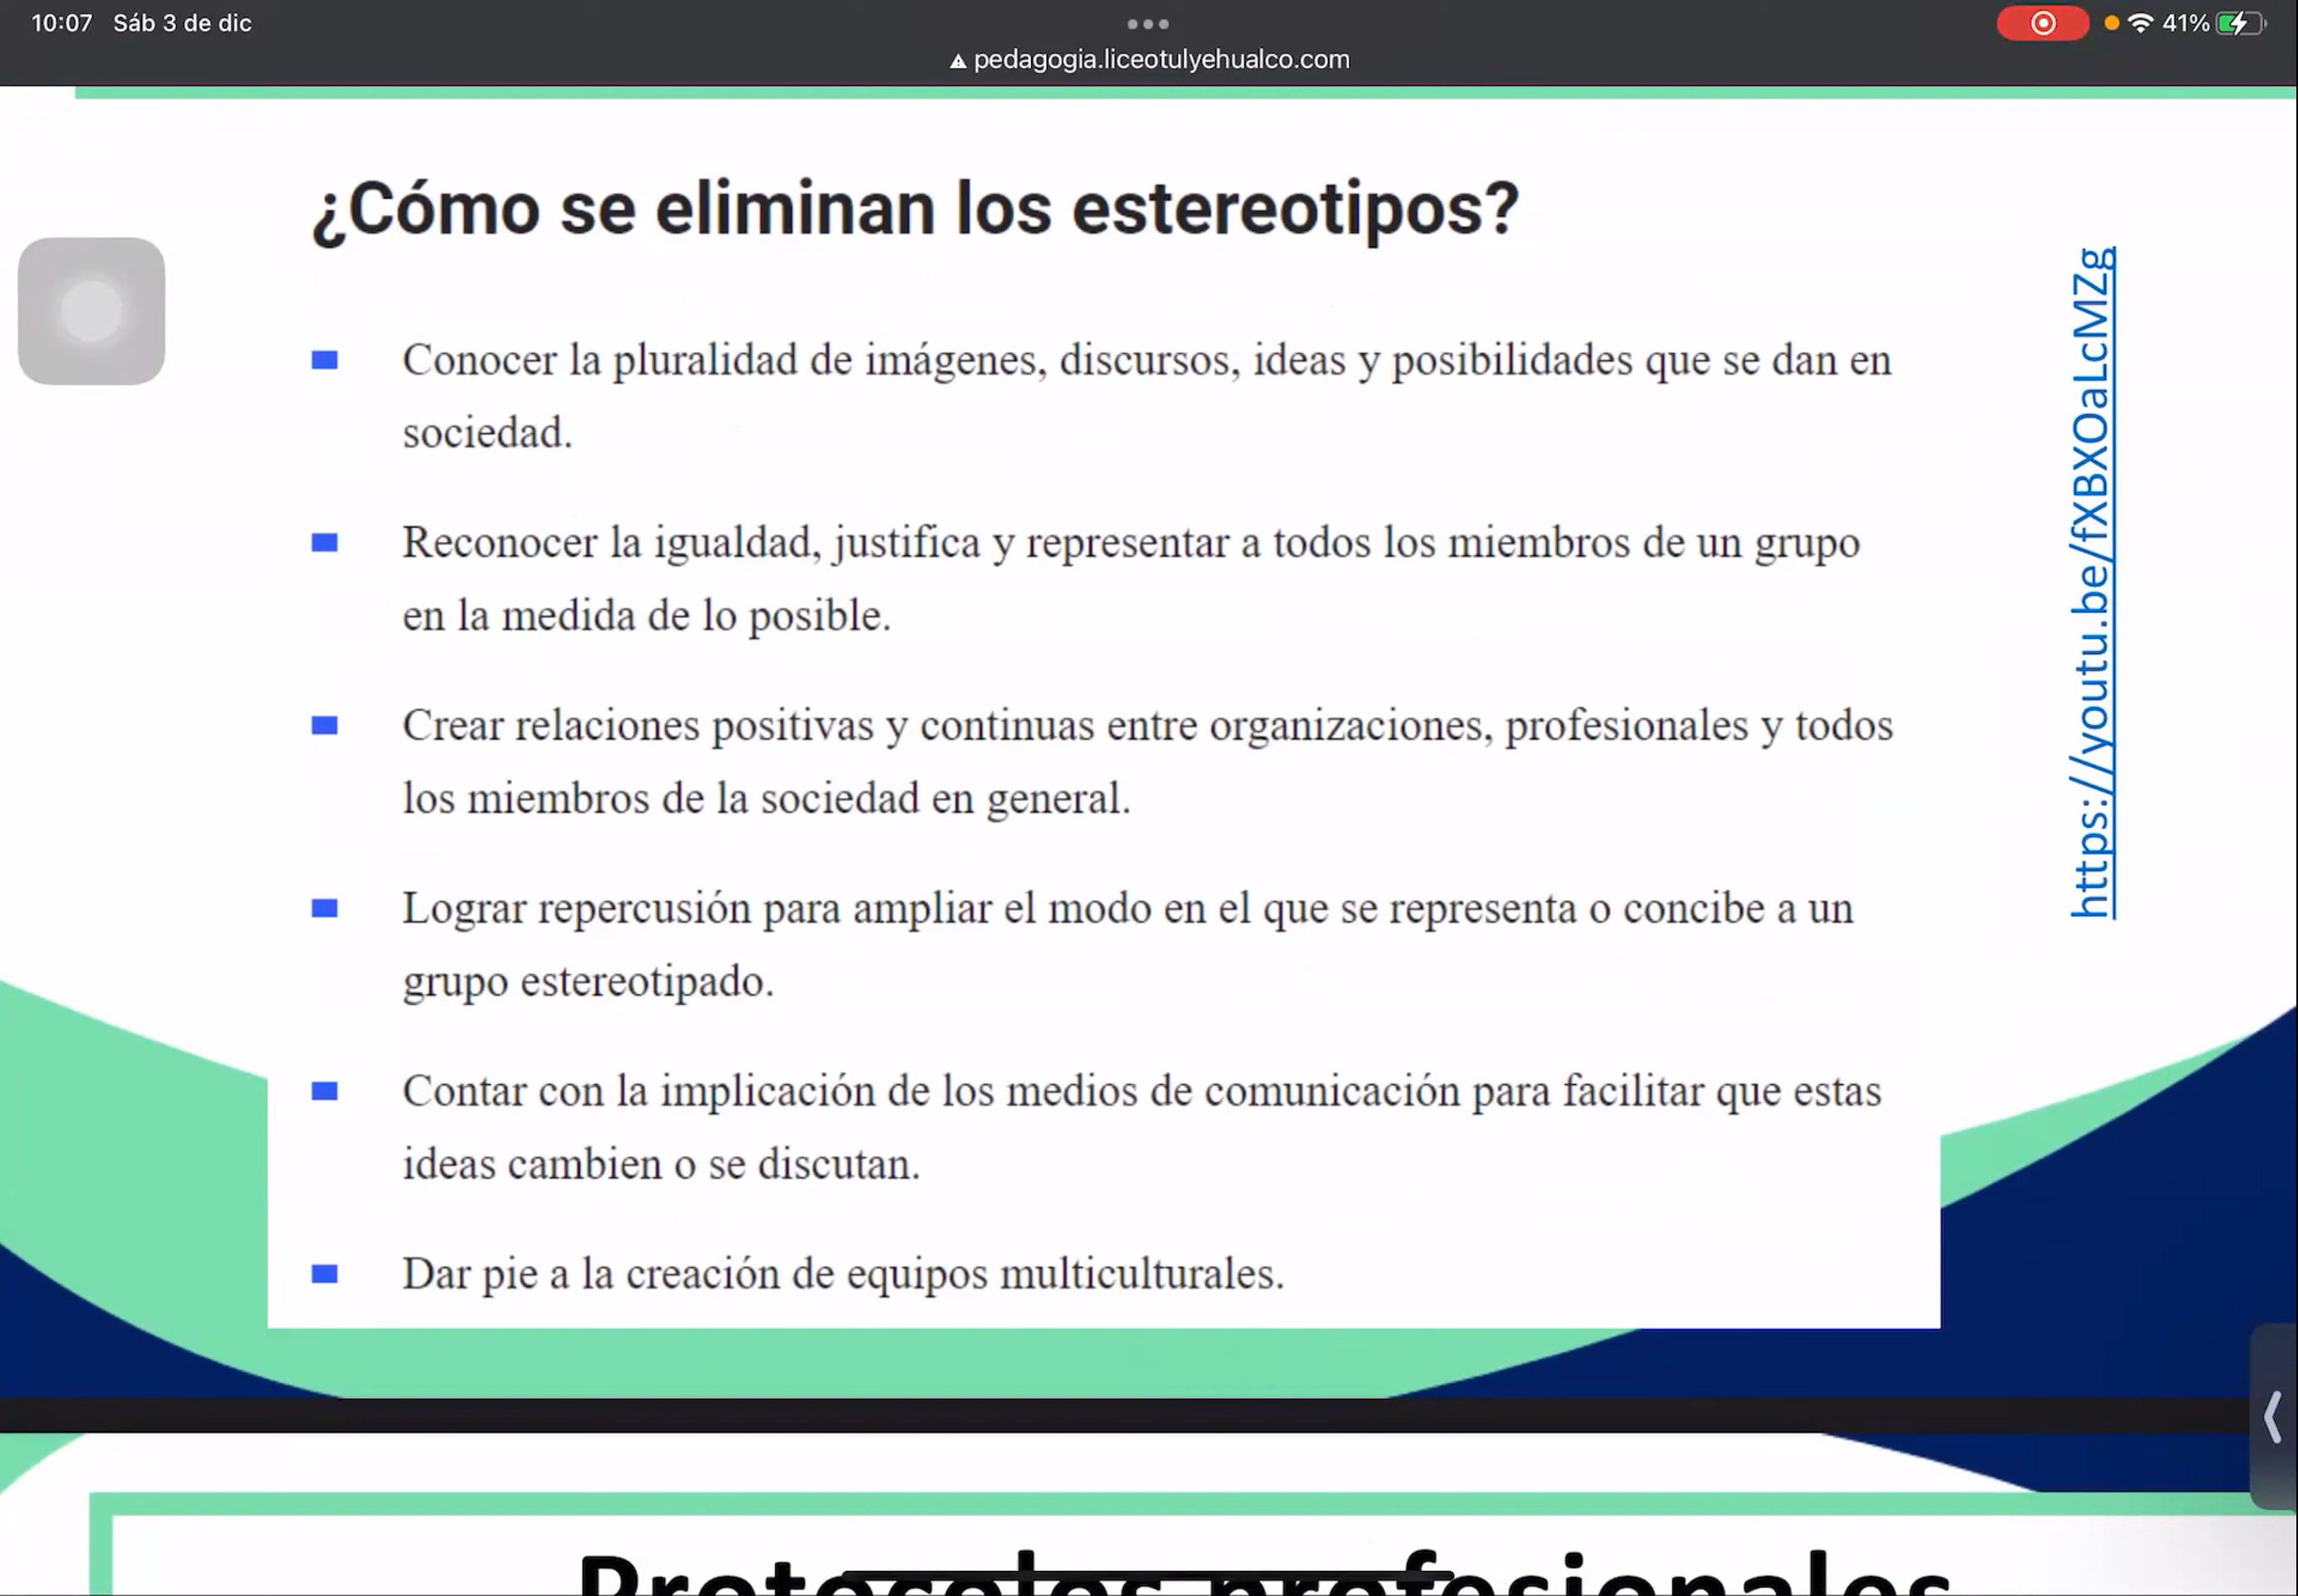 10:07 Sáb 3 de dic
41%
pedagogia.liceotulyehualco.com
¿Cómo se eliminan los estereotipos?
Conocer la pluralidad de imágenes, discursos, ideas y posibilidades que se dan en
sociedad.
Reconocer la igualdad, justifica y representar a todos los miembros de un grupo
en la medida de lo posible.
Crear relaciones positivas y continuas entre organizaciones, profesionales y todos
los miembros de la sociedad en general.
Lograr repercusión para ampliar el modo en el que se representa o concibe a un
grupo estereotipado.
Contar con la implicación de los medios de comunicación para facilitar que estas
ideas cambien o se discutan.
Dar pie a la creación de equipos multiculturales.
https://youtu.be/fXBXOaLcMZg
Protocolos profesionales